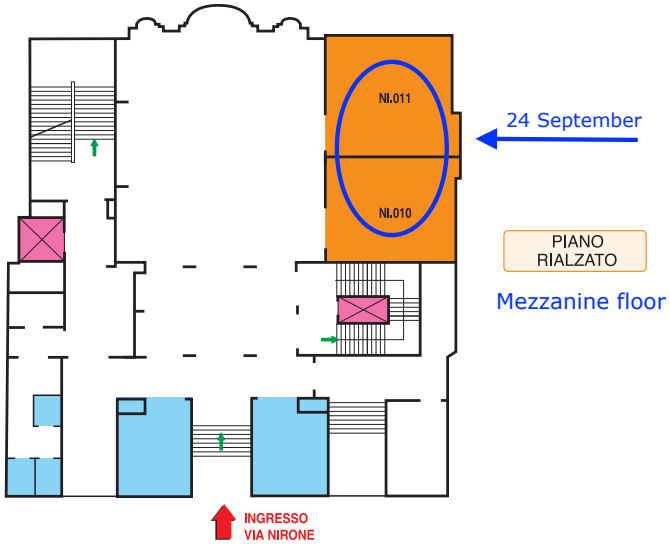 NI.011
24 September
NI.010
PIANO
RIALZATO
Mezzanine floor
INGRESSO
VIA NIRONE